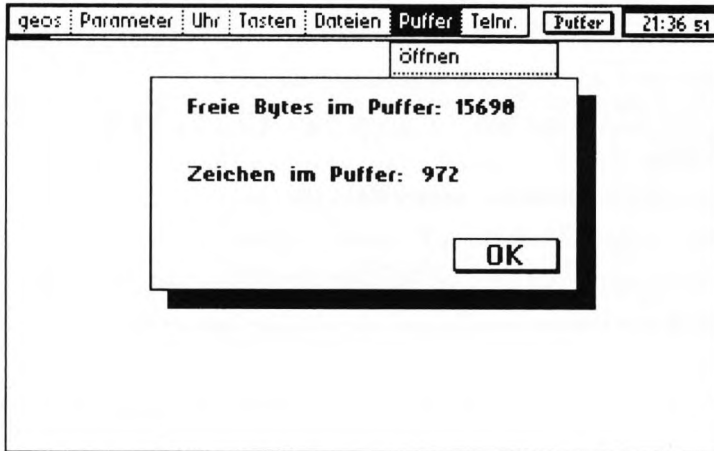 geos Parameter Uhr Tasten Dateien Puffer Telnr. Puffer 21:36 51
öffnen
Freie Bytes im Puffer: 15690
Zeichen im Puffer: 972
OK